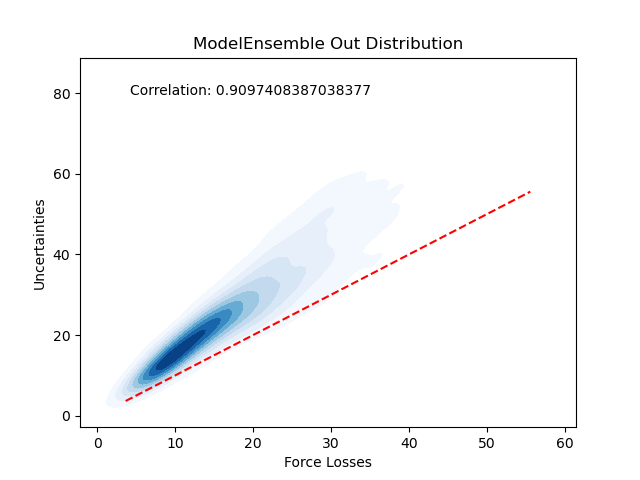 ModelEnsemble Out Distribution
Correlation: 0.9097408387038377
80
60
40
20
0
Uncertainties
0 10 20 30 40 50 60
Force Losses